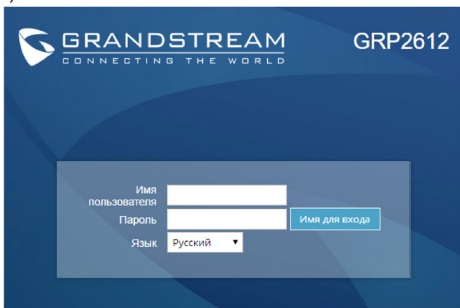 GRANDSTREAM
CONNECTING THE WORLD
GRP2612
Имя
пользователя
Пароль
Имя для входа
Язык
Русский